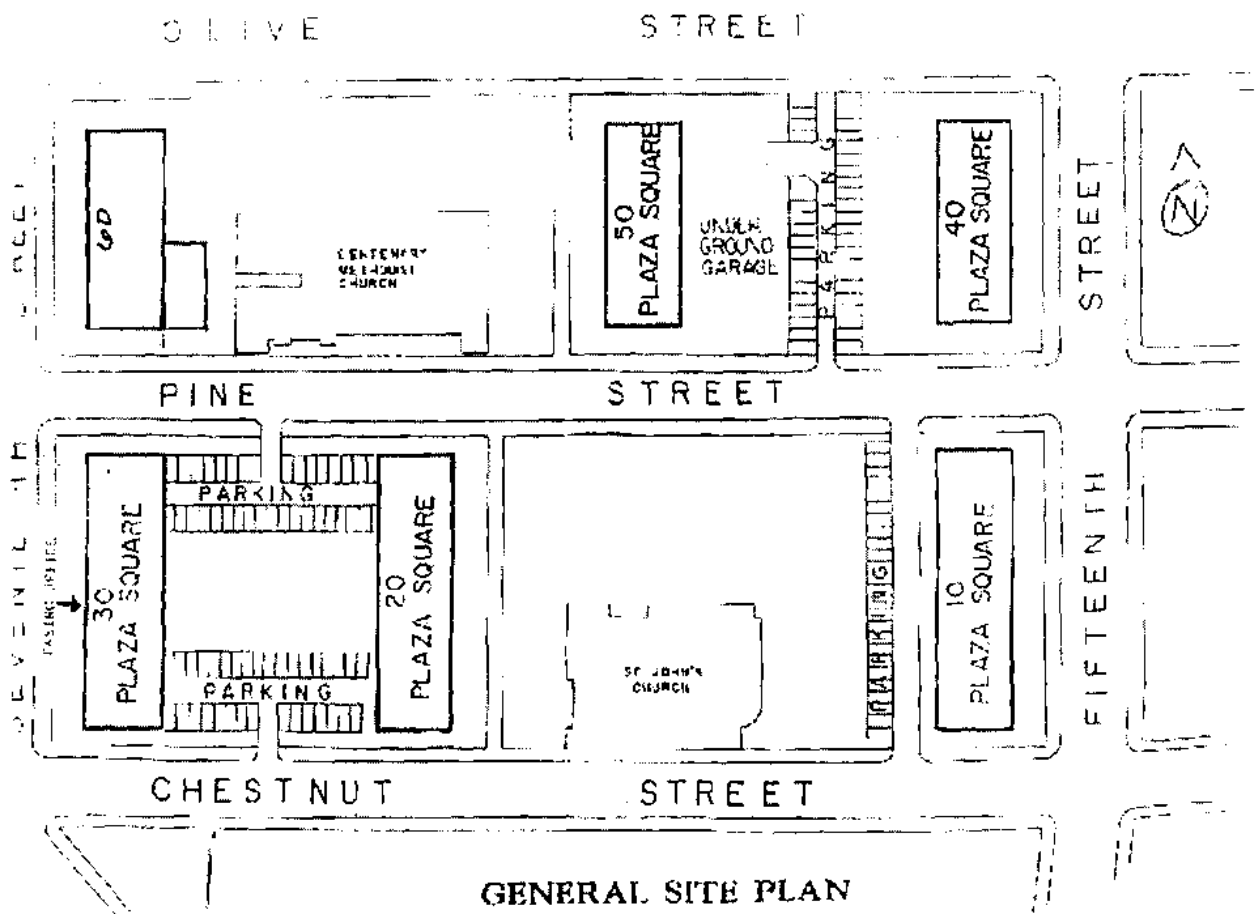 OLIVE STREET
60
50
PLAZA SQUARE
UNDER
GROUND
GARAGE
PARKING
40
PLAZA SQUARE
STREET
N
CENTENARY
METHODIST
CHURCH
PINE STREET
30
PLAZA SQUARE
PARKING
PARKING
20
PLAZA SQUARE
ST JOHN'S
CHURCH
PARKING
10
PLAZA SQUARE
FIFTEENTH
CHESTNUT STREET
GENERAL SITE PLAN